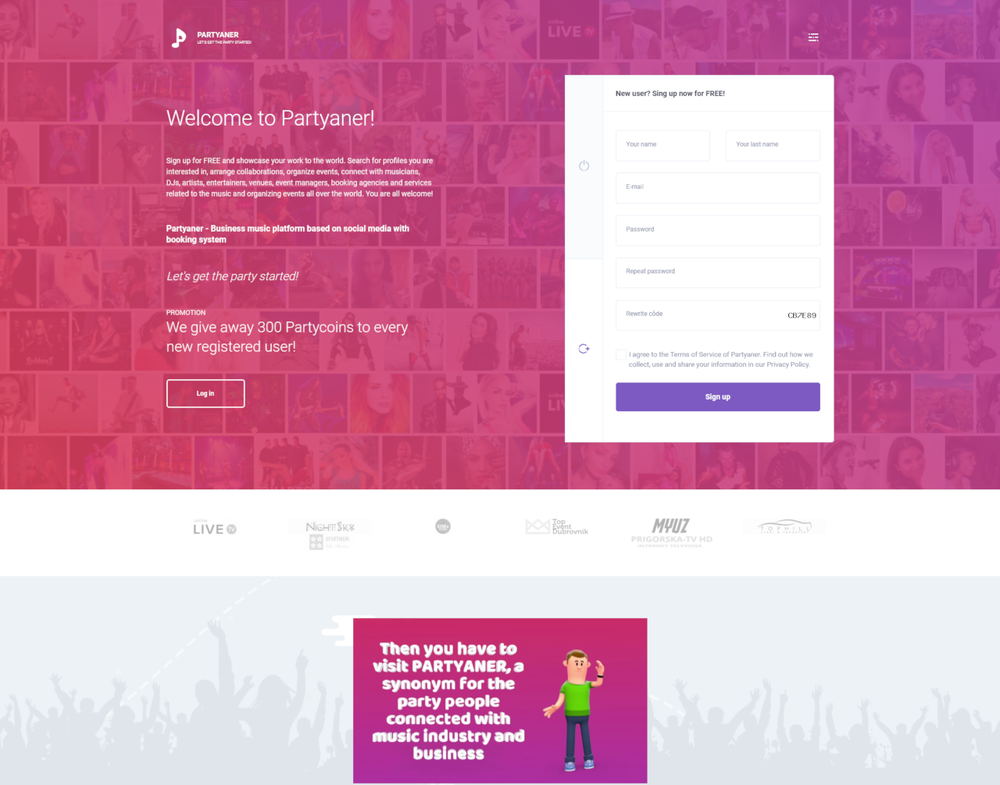 PARTYANER
LET'S GET THE PARTY STARTED!
LIVE TV
Welcome to Partyaner!
Sign up for FREE and showcase your work to the world. Search for profiles you are
interested in, arrange collaborations, organize events, connect with musicians,
DJs, artists, entertainers, venues, event managers, booking agencies and services
related to the music and organizing events all over the world. You are all welcome!
Partyaner - Business music platform based on social media with
booking system
Let's get the party started!
PROMOTION
We give away 300 Partycoins to every
new registered user!
Log in
New user? Sing up now for FREE!
Your name
Your last name
E-mail
Password
Repeat password
Rewrite côde
CB7E89
I agree to the Terms of Service of Partyaner. Find out how we
collect, use and share your information in our Privacy Policy.
Sign up
LIVE TV
NIGHTSKY
APARTMANI
Top
Event
Dubrovnik
MYUZ
PRIGORSKA-TV HD
INTERNET TELEVIZIJA
TOPHILL
Then you have to
visit PARTYANER, a
synonym for the
party people
connected with
music industry and
business